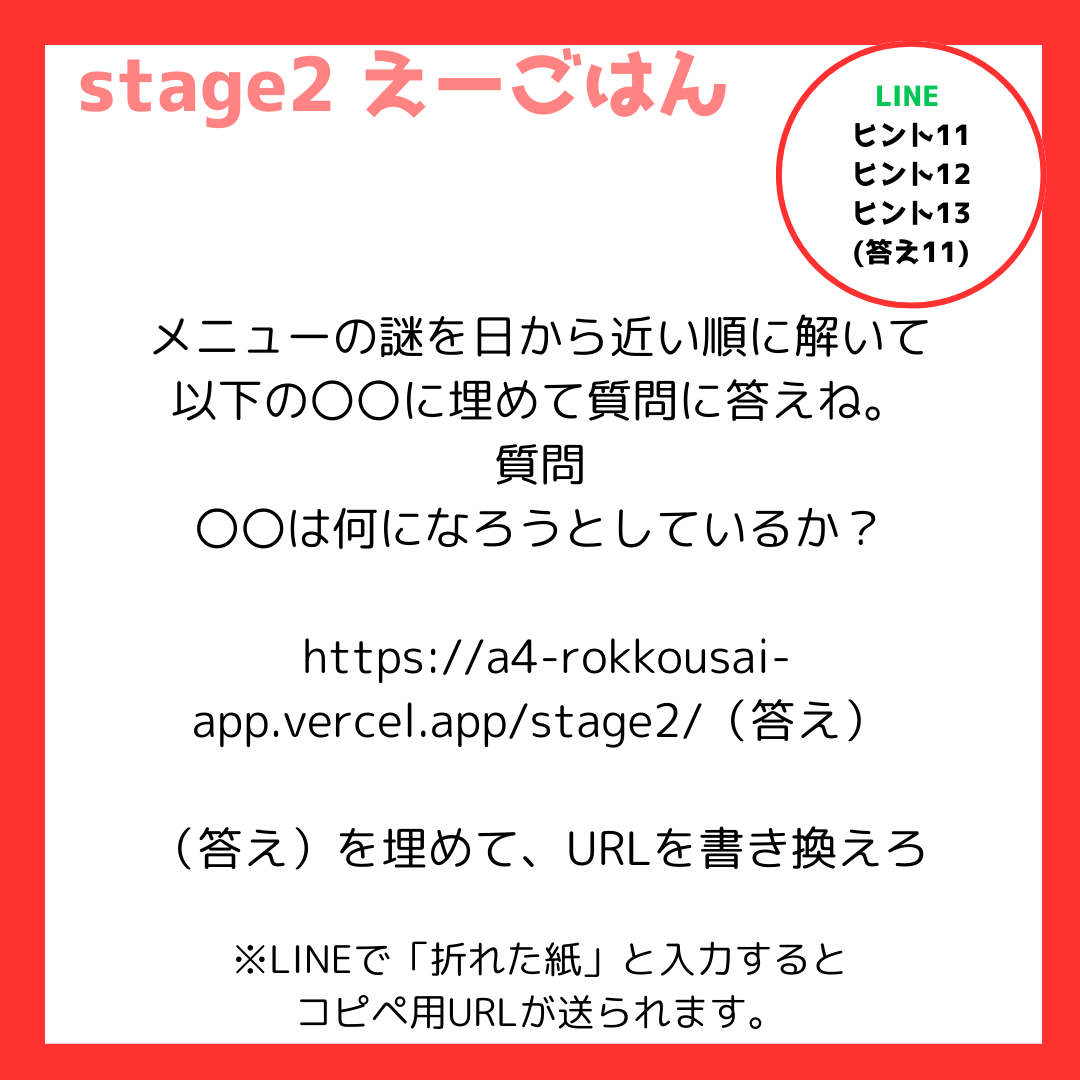 stage2 えーごはん
LINE
ヒント11
ヒント12
ヒント13
(答え11)
メニューの謎を日から近い順に解いて
以下の〇〇に埋めて質問に答えね。
質問
〇〇は何になろうとしているか？
https://a4-rokkousai-
app.vercel.app/stage2/（答え）
（答え）を埋めて、URLを書き換えろ
※LINEで「折れた紙」と入力すると
コピペ用URLが送られます。